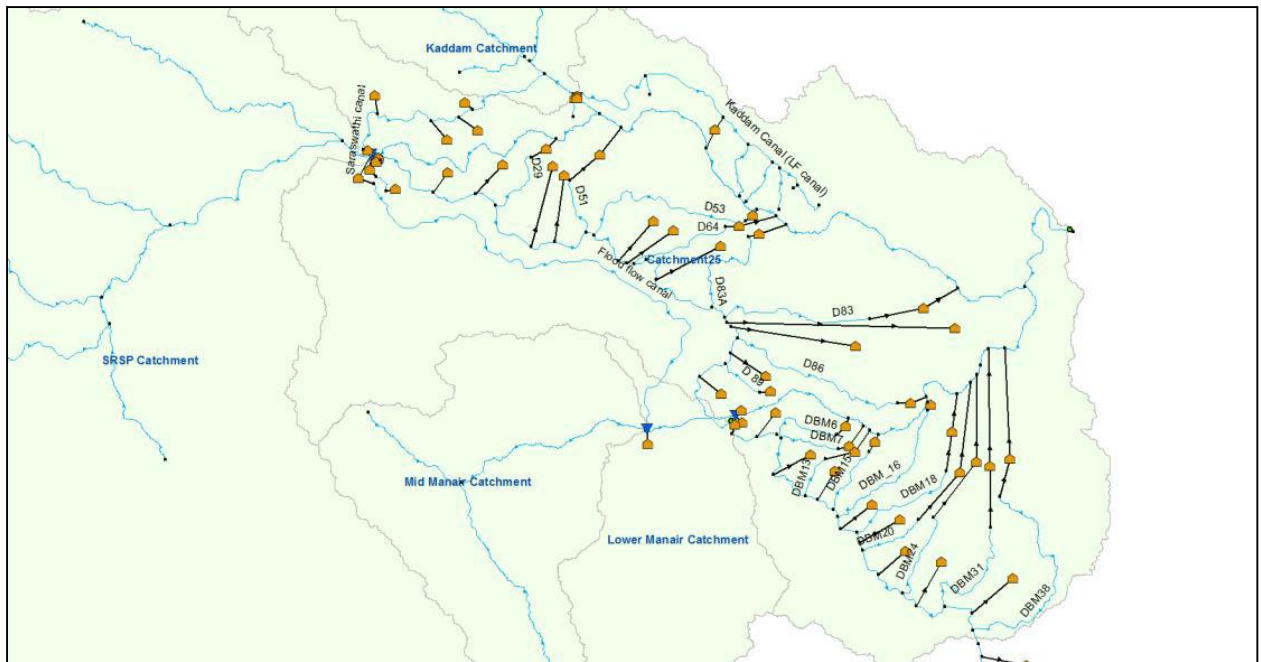 Kaddam Catchment
Saraswathi canal
Kaddam Canal (LF canal)
D29
D51
D53
D64
Flood flow canal
Catchment25
D83A
D83
SRSP Catchment
D86
D 89
DBM6
DBM7
DBM13
DBM15
DBM_16
DBM18
Mid Manair Catchment
Lower Manair Catchment
DBM20
DBM24
DBM31
DBM38